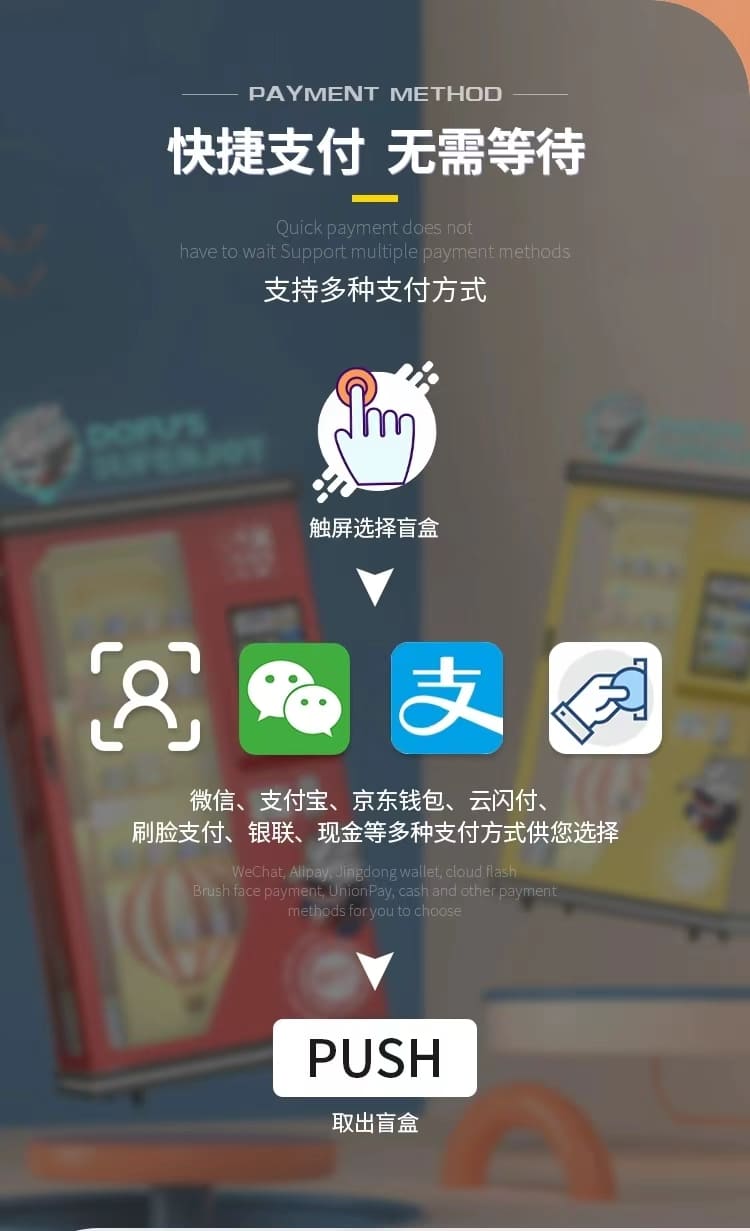 PAYMENT METHOD
快捷支付 无需等待
Quick payment does not
have to wait Support multiple payment methods
支持多种支付方式
DOFU'S
触屏选择盲盒
支
微信、支付宝、京东钱包、云闪付、
刷脸支付、银联、现金等多种支付方式供您选择
WeChat, Alipay, Jingdong wallet, cloud flash
Brush face payment, UnionPay, cash and other payment
methods for you to choose
PUSH
取出盲盒